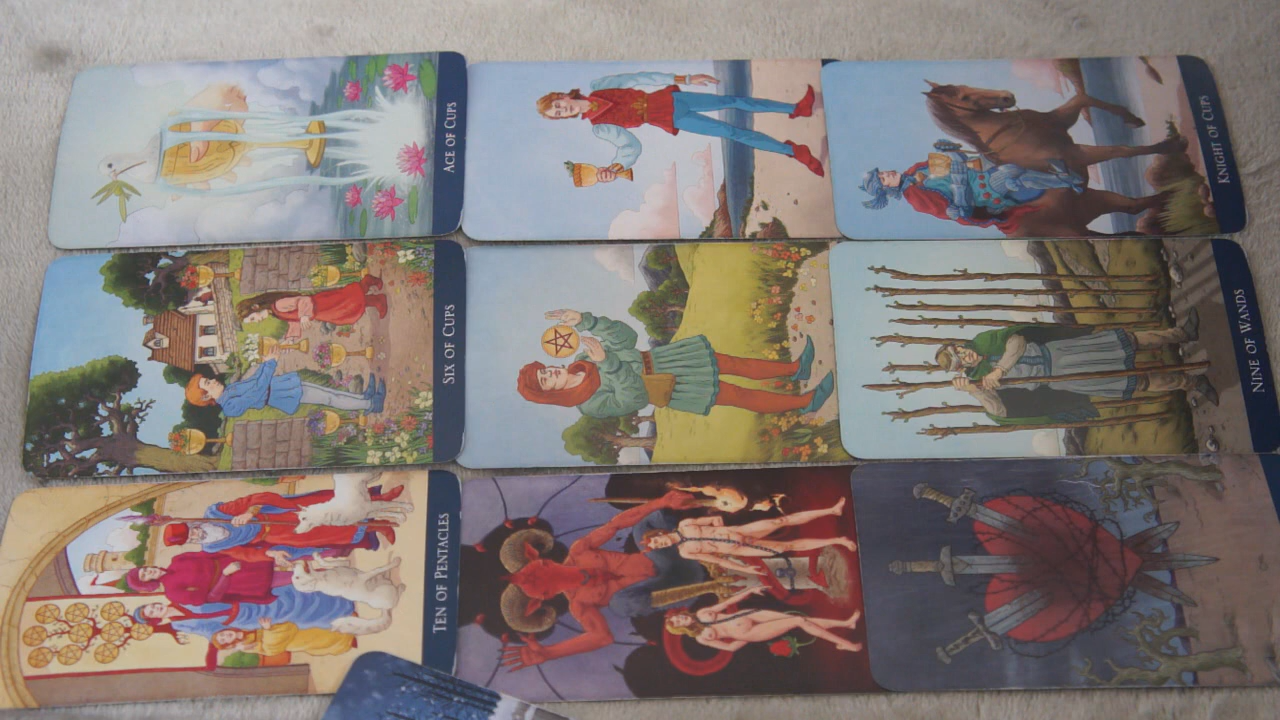 ACE OF CUPS
KNIGHT OF CUPS
SIX OF CUPS
NINE OF WANDS
TEN OF PENTACLES